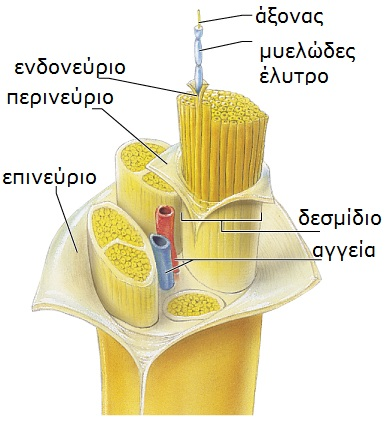 άξονας
μυελώδες
έλυτρο
ενδονεύριο
περινεύριο
επινεύριο
δεσμίδιο
αγγεία